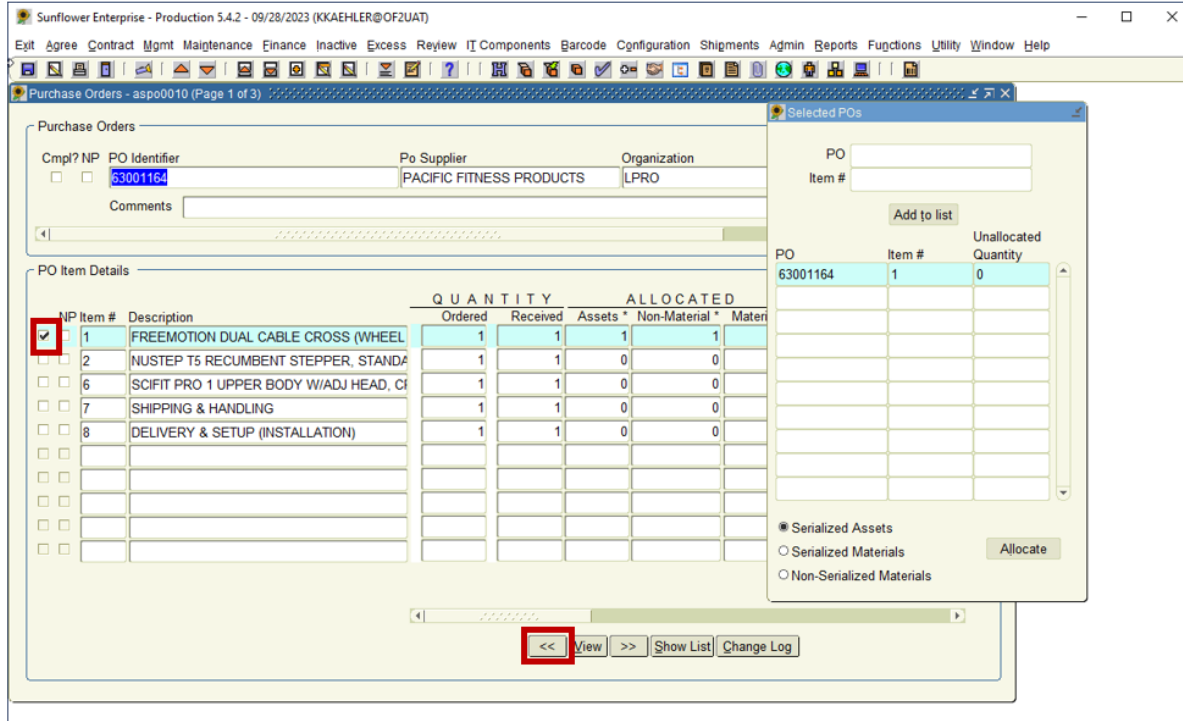 Sunflower Enterprise - Production 5.4.2 - 09/28/2023 (KKAEHLER@OF2UAT)
Exit Agree Contract Mgmt Maintenance Finance Inactive Excess Review IT Components Barcode Configuration Shipments Admin Reports Functions Utility Window Help
Purchase Orders - aspo0010 (Page 1 of 3)
Purchase Orders
Cmpl? NP PO Identifier Po Supplier Organization
63001164 PACIFIC FITNESS PRODUCTS LPRO
Comments
PO Item Details
QUANTITY ALLOCATED
NP Item # Description Ordered Received Assets * Non-Material * Materi
1 FREEMOTION DUAL CABLE CROSS (WHEEL 1 1 1 1
2 NUSTEP T5 RECUMBENT STEPPER, STANDA 1 1 0 0
6 SCIFIT PRO 1 UPPER BODY W/ADJ HEAD, CF 1 1 0 0
7 SHIPPING & HANDLING 1 1 0 0
8 DELIVERY & SETUP (INSTALLATION) 1 1 0 0
<< View >> Show List Change Log
Selected POs
PO
Item #
Add to list
Unallocated
PO Item # Quantity
63001164 1 0
Serialized Assets
Serialized Materials
Allocate
Non-Serialized Materials